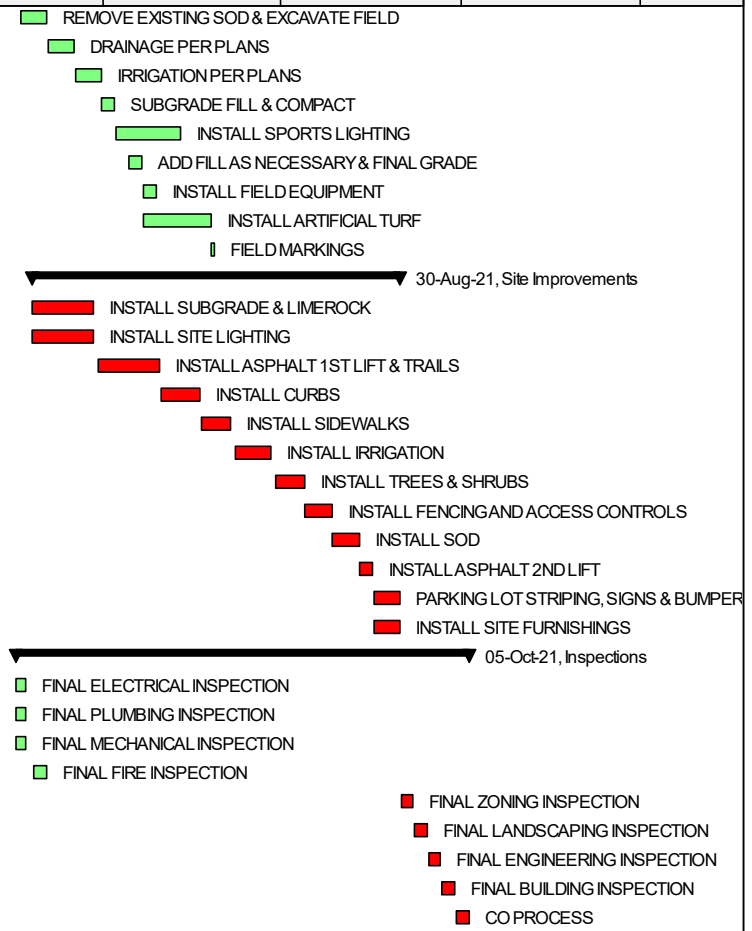 REMOVE EXISTING SOD & EXCAVATE FIELD
DRAINAGE PER PLANS
IRRIGATION PER PLANS
SUBGRADE FILL & COMPACT
INSTALL SPORTS LIGHTING
ADD FILL AS NECESSARY & FINAL GRADE
INSTALL FIELD EQUIPMENT
INSTALL ARTIFICIAL TURF
FIELD MARKINGS
30-Aug-21, Site Improvements
INSTALL SUBGRADE & LIMEROCK
INSTALL SITE LIGHTING
INSTALL ASPHALT 1ST LIFT & TRAILS
INSTALL CURBS
INSTALL SIDEWALKS
INSTALL IRRIGATION
INSTALL TREES & SHRUBS
INSTALL FENCING AND ACCESS CONTROLS
INSTALL SOD
INSTALL ASPHALT 2ND LIFT
PARKING LOT STRIPING, SIGNS & BUMPER
INSTALL SITE FURNISHINGS
05-Oct-21, Inspections
FINAL ELECTRICAL INSPECTION
FINAL PLUMBING INSPECTION
FINAL MECHANICAL INSPECTION
FINAL FIRE INSPECTION
FINAL ZONING INSPECTION
FINAL LANDSCAPING INSPECTION
FINAL ENGINEERING INSPECTION
FINAL BUILDING INSPECTION
CO PROCESS